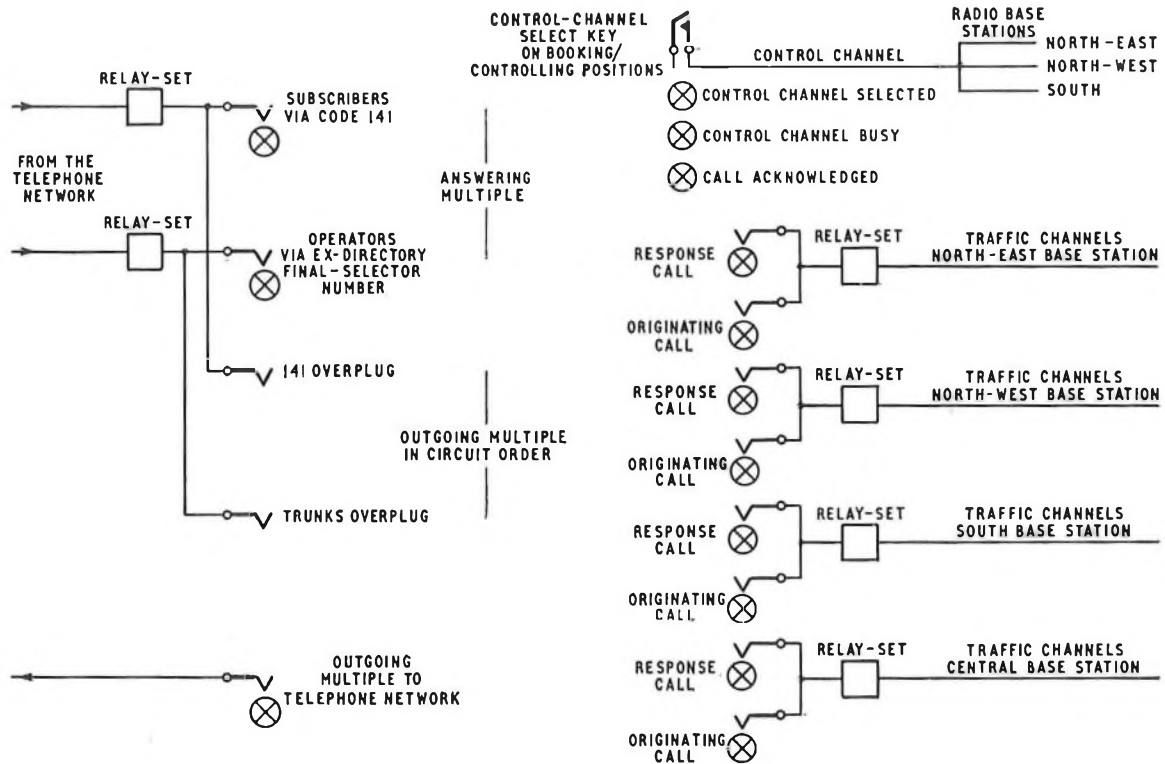 CONTROL-CHANNEL
SELECT KEY
ON BOOKING/
CONTROLLING POSITIONS
CONTROL CHANNEL
RADIO BASE
STATIONS
NORTH-EAST
NORTH-WEST
SOUTH
CONTROL CHANNEL SELECTED
CONTROL CHANNEL BUSY
CALL ACKNOWLEDGED
RELAY-SET
SUBSCRIBERS
VIA CODE 141
FROM THE
TELEPHONE
NETWORK
ANSWERING
MULTIPLE
RELAY-SET
OPERATORS
VIA EX-DIRECTORY
FINAL-SELECTOR
NUMBER
141 OVERPLUG
OUTGOING MULTIPLE
IN CIRCUIT ORDER
TRUNKS OVERPLUG
OUTGOING
MULTIPLE TO
TELEPHONE NETWORK
RESPONSE
CALL
RELAY-SET
TRAFFIC CHANNELS
NORTH-EAST BASE STATION
ORIGINATING
CALL
RESPONSE
CALL
RELAY-SET
TRAFFIC CHANNELS
NORTH-WEST BASE STATION
ORIGINATING
CALL
RESPONSE
CALL
RELAY-SET
TRAFFIC CHANNELS
SOUTH BASE STATION
ORIGINATING
CALL
RESPONSE
CALL
RELAY-SET
TRAFFIC CHANNELS
CENTRAL BASE STATION
ORIGINATING
CALL